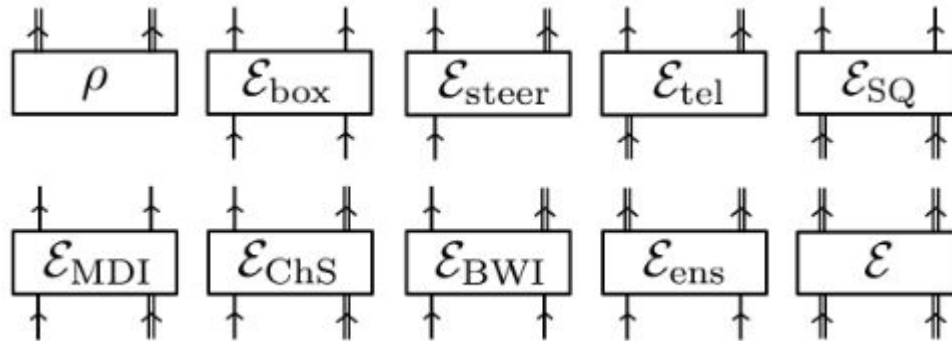 ρ ℰ_box ℰ_steer ℰ_tel ℰ_SQ
ℰ_MDI ℰ_ChS ℰ_BWI ℰ_ens ℰ